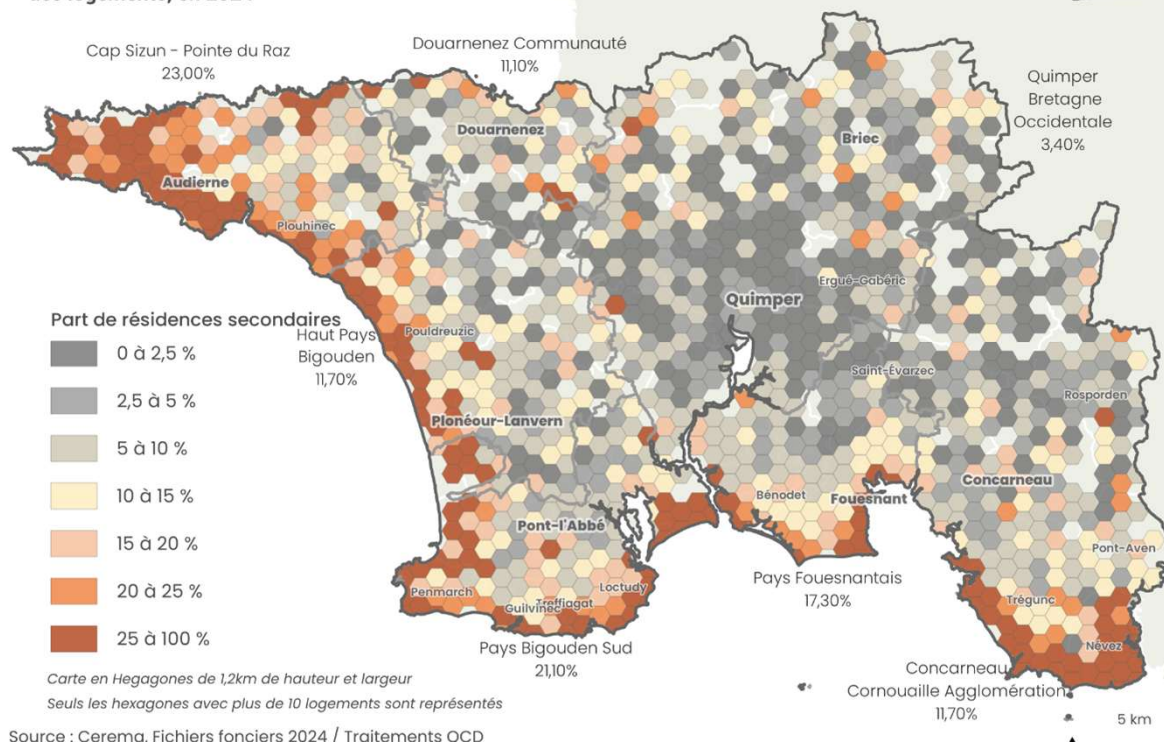 des logements, en 2024
Cap Sizun - Pointe du Raz
23,00%
Douarnenez Communauté
11,10%
Quimper
Bretagne
Occidentale
3,40%
Douarnenez
Briec
Audierne
Plouhinec
Ergué-Gabéric
Quimper
Part de résidences secondaires
0 à 2,5 %
2,5 à 5 %
5 à 10 %
10 à 15 %
15 à 20 %
20 à 25 %
25 à 100 %
Haut Pays
Bigouden
11,70%
Pouldreuzic
Saint-Évarzec
Rosporden
Plonéour-Lanvern
Concarneau
Bénodet
Fouesnant
Pont-l'Abbé
Pont-Aven
Pays Fouesnantais
17,30%
Penmarch
Loctudy
Treffiagat
Guilvinec
Trégunc
Névez
Pays Bigouden Sud
21,10%
Concarneau
Cornouaille Agglomération
11,70%
Carte en Hegagones de 1,2km de hauteur et largeur
Seuls les hexagones avec plus de 10 logements sont représentés
5 km
Source : Cerema, Fichiers fonciers 2024 / Traitements OCD